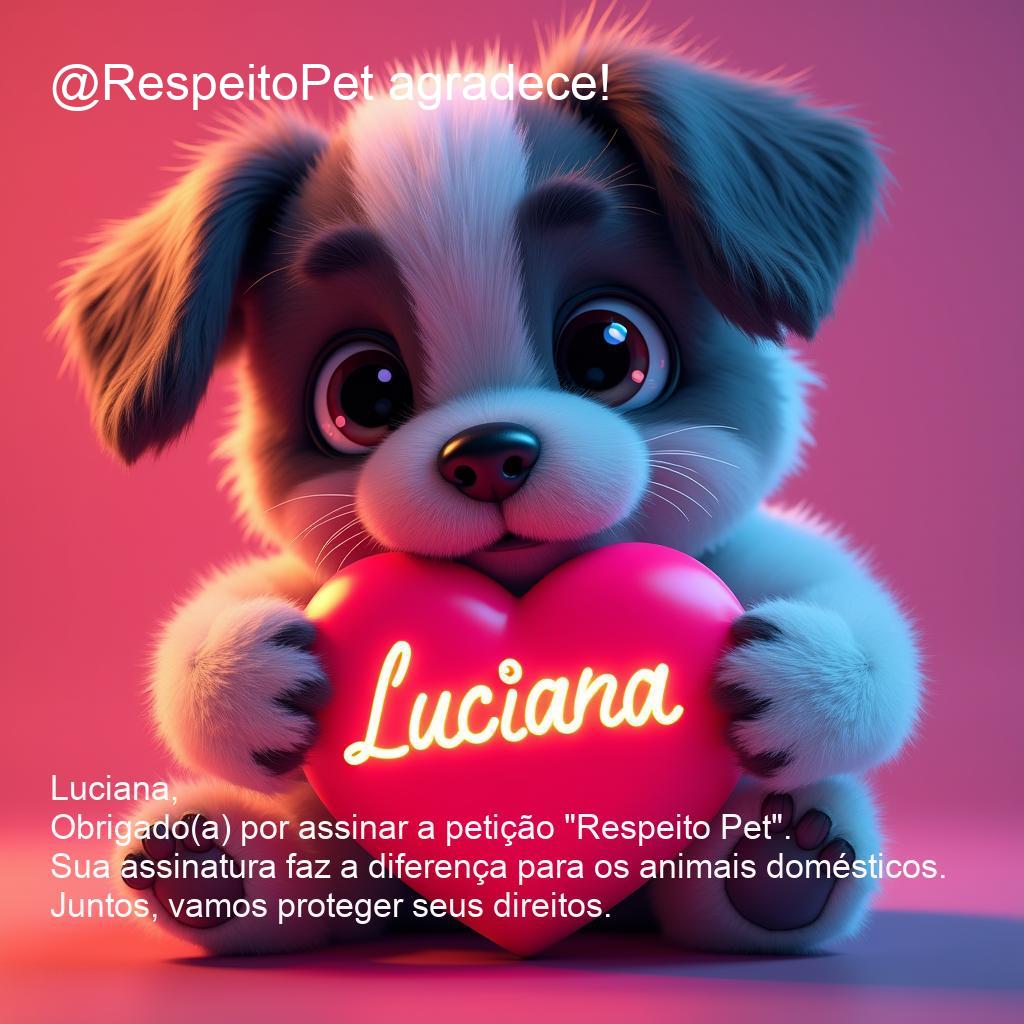 @RespeitoPet agradece!
Luciana
Luciana,
Obrigado(a) por assinar a petição "Respeito Pet".
Sua assinatura faz a diferença para os animais domésticos.
Juntos, vamos proteger seus direitos.